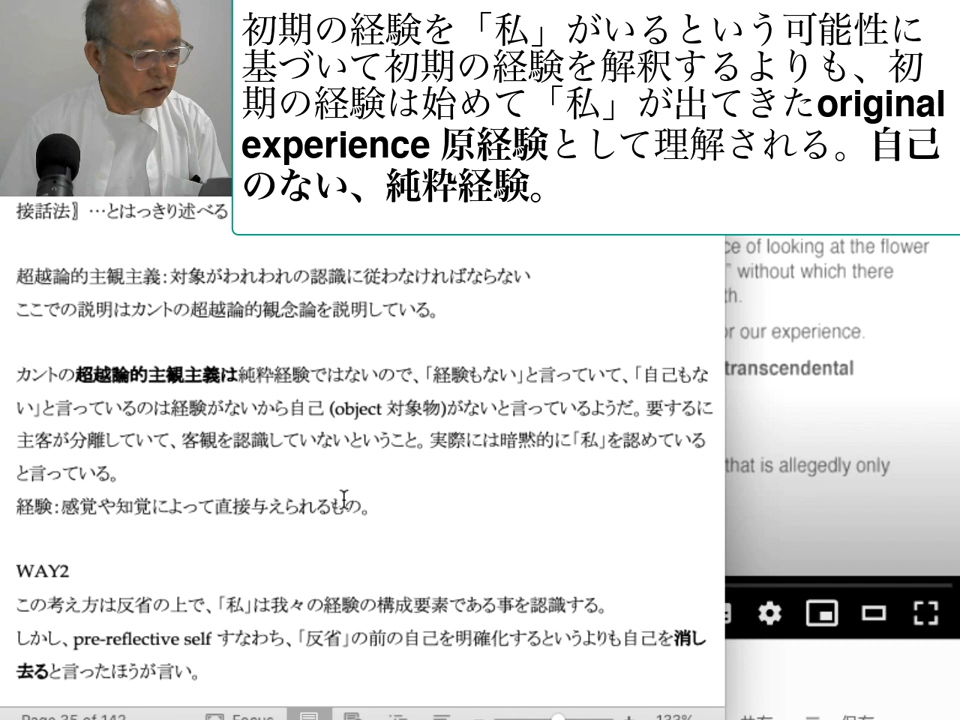 初期の経験を「私」がいるという可能性に
基づいて初期の経験を解釈するよりも、初
期の経験は始めて「私」が出てきたoriginal
experience 原経験として理解される。自己
のない、純粋経験。
接話法〛…とはっきり述べる
超越論的主観主義：対象がわれわれの認識に従わなければならない
ここでの説明はカントの超越論的観念論を説明している。
カントの超越論的主観主義は純粋経験ではないので、「経験もない」と言っていて、「自己もな
い」と言っているのは経験がないから自己 (object 対象物)がないと言っているようだ。要するに
主客が分離していて、客観を認識していないということ。実際には暗黙的に「私」を認めている
と言っている。
経験：感覚や知覚によって直接与えられるもの。
WAY2
この考え方は反省の上で、「私」は我々の経験の構成要素である事を認識する。
しかし、pre-reflective self すなわち、「反省」の前の自己を明確化するというよりも自己を消し
去ると言ったほうが言い。
ce of looking at the flower
” without which there
th.
or our experience.
transcendental
that is allegedly only
Page 35 of 142
Focus
133%